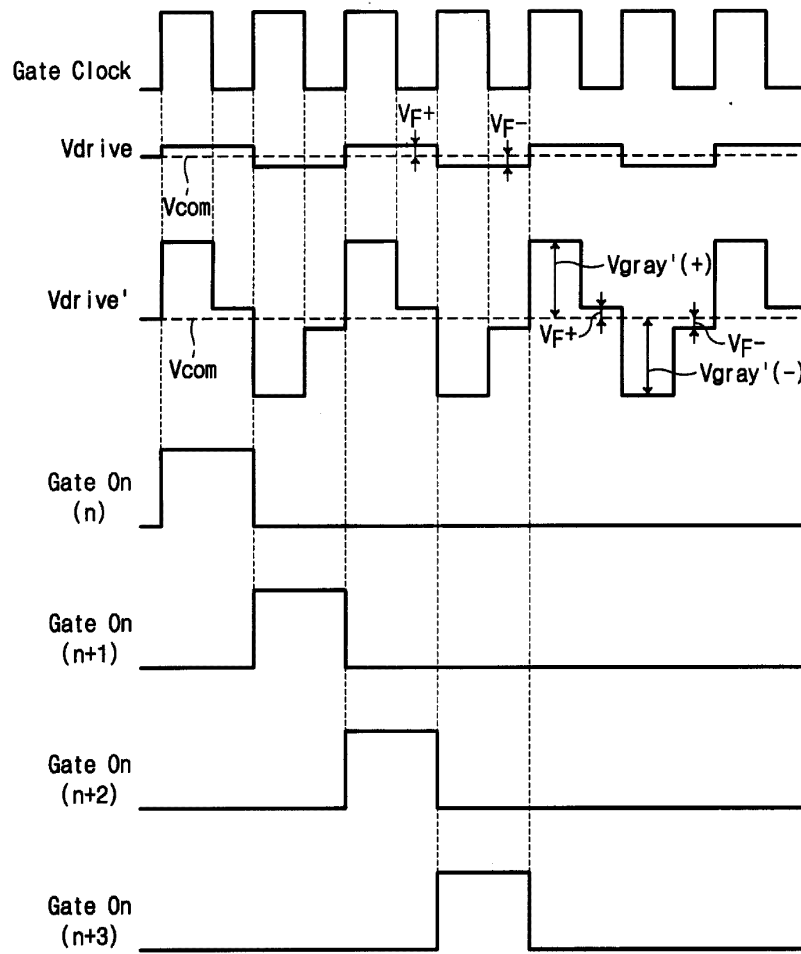 Gate Clock
VF+
VF-
Vdrive
Vcom
Vgray'(+)
Vdrive'
VF+
VF-
Vcom
Vgray'(-)
Gate On
(n)
Gate On
(n+1)
Gate On
(n+2)
Gate On
(n+3)